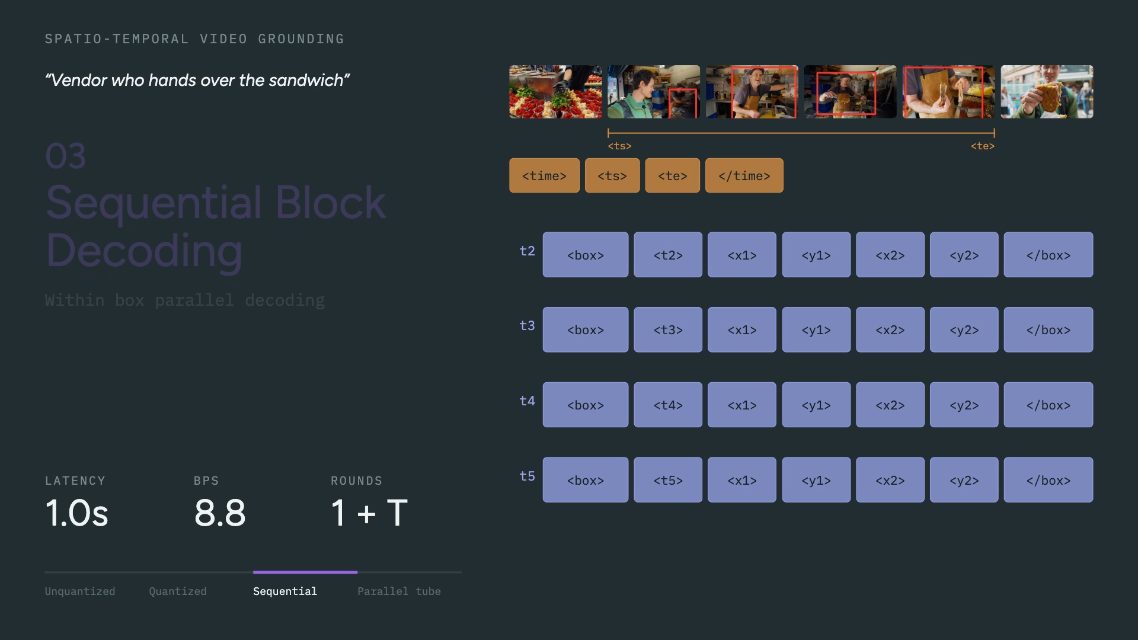 SPATIO-TEMPORAL VIDEO GROUNDING
“Vendor who hands over the sandwich”
03
Sequential Block
Decoding
Within box parallel decoding
LATENCY BPS ROUNDS
1.0s 8.8 1 + T
Unquantized Quantized Sequential Parallel tube
<ts> <te>
<time> <ts> <te> </time>
t2 <box> <t2> <x1> <y1> <x2> <y2> </box>
t3 <box> <t3> <x1> <y1> <x2> <y2> </box>
t4 <box> <t4> <x1> <y1> <x2> <y2> </box>
t5 <box> <t5> <x1> <y1> <x2> <y2> </box>